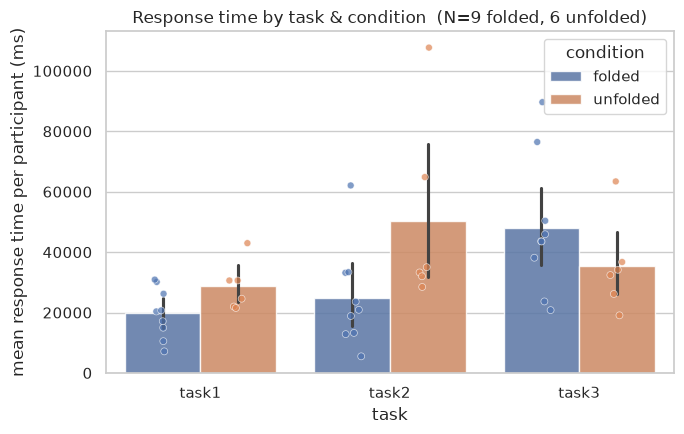 Response time by task & condition  (N=9 folded, 6 unfolded)
mean response time per participant (ms)
100000
80000
60000
40000
20000
0
condition
folded
unfolded
task1
task2
task3
task